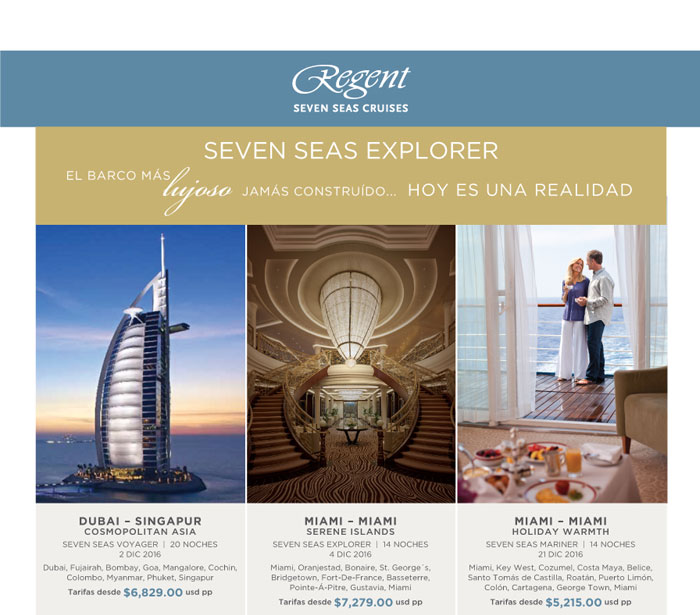 Regent
SEVEN SEAS CRUISES
SEVEN SEAS EXPLORER
EL BARCO MÁS lujoso JAMÁS CONSTRUÍDO... HOY ES UNA REALIDAD
DUBAI – SINGAPUR
COSMOPOLITAN ASIA
SEVEN SEAS VOYAGER | 20 NOCHES
2 DIC 2016
Dubai, Fujairah, Bombay, Goa, Mangalore, Cochin,
Colombo, Myanmar, Phuket, Singapur
Tarifas desde $6,829.00 usd pp
MIAMI – MIAMI
SERENE ISLANDS
SEVEN SEAS EXPLORER | 14 NOCHES
4 DIC 2016
Miami, Oranjestad, Bonaire, St. George´s,
Bridgetown, Fort-De-France, Basseterre,
Pointe-Á-Pitre, Gustavia, Miami
Tarifas desde $7,279.00 usd pp
MIAMI – MIAMI
HOLIDAY WARMTH
SEVEN SEAS MARINER | 14 NOCHES
21 DIC 2016
Miami, Key West, Cozumel, Costa Maya, Belice,
Santo Tomás de Castilla, Roatán, Puerto Limón,
Colón, Cartagena, George Town, Miami
Tarifas desde $5,215.00 usd pp